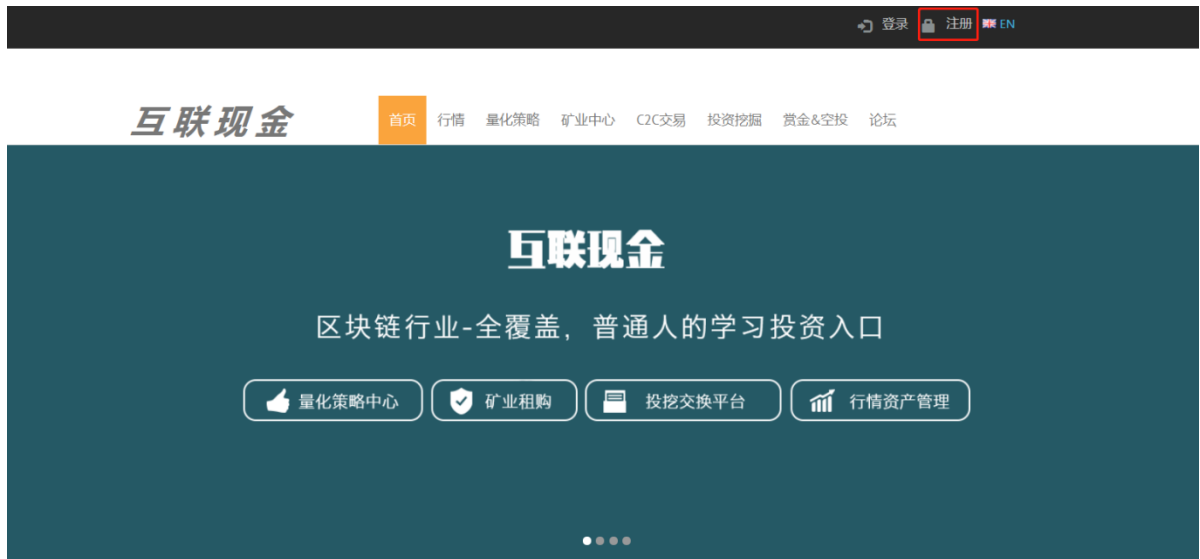 登录 注册 EN
互联现金 首页 行情 量化策略 矿业中心 C2C交易 投资挖掘 赏金&空投 论坛
互联现金
区块链行业-全覆盖，普通人的学习投资入口
量化策略中心 矿业租购 投挖交换平台 行情资产管理